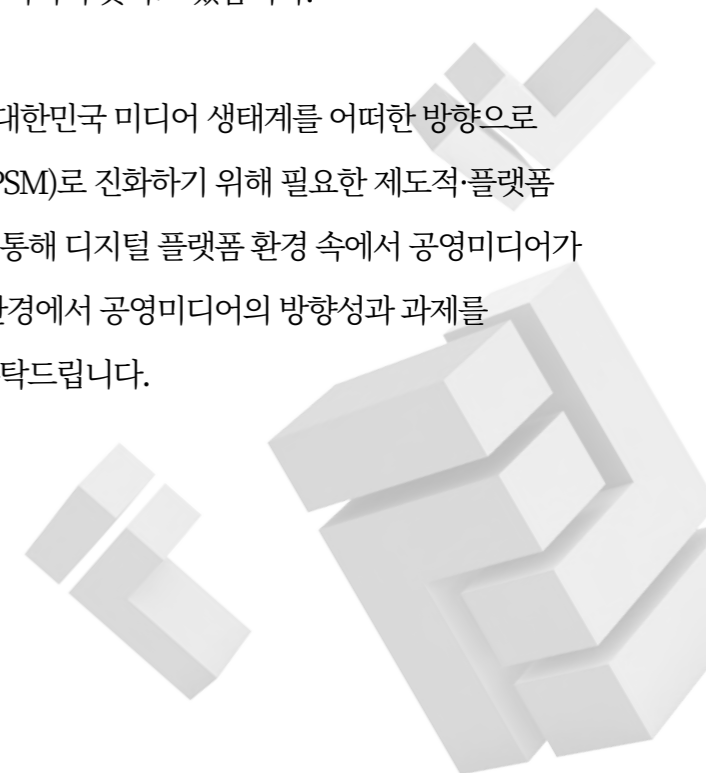 대한민국 미디어 생태계를 어떠한 방향으로
PSM)로 진화하기 위해 필요한 제도적·플랫폼
통해 디지털 플랫폼 환경 속에서 공영미디어가
환경에서 공영미디어의 방향성과 과제를
탁드립니다.